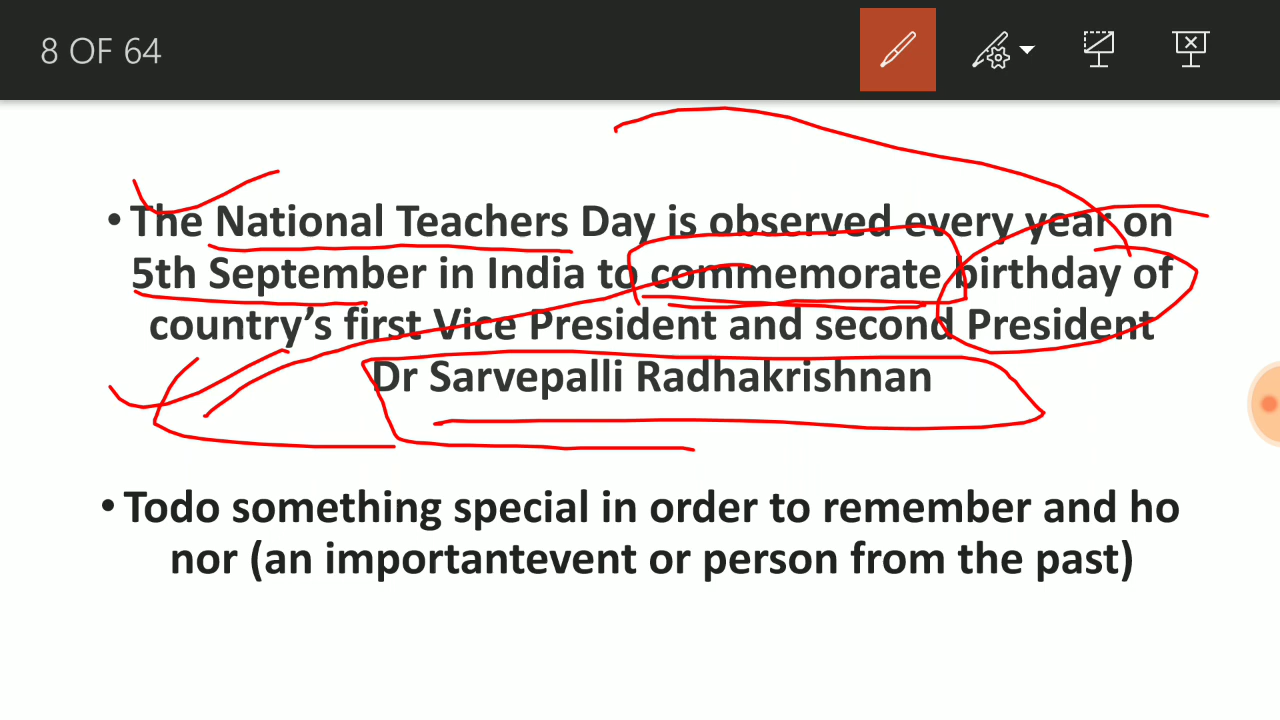 8 OF 64
• The National Teachers Day is observed every year on
5th September in India to commemorate birthday of
country's first Vice President and second President
Dr Sarvepalli Radhakrishnan
• Todo something special in order to remember and ho
nor (an importantevent or person from the past)